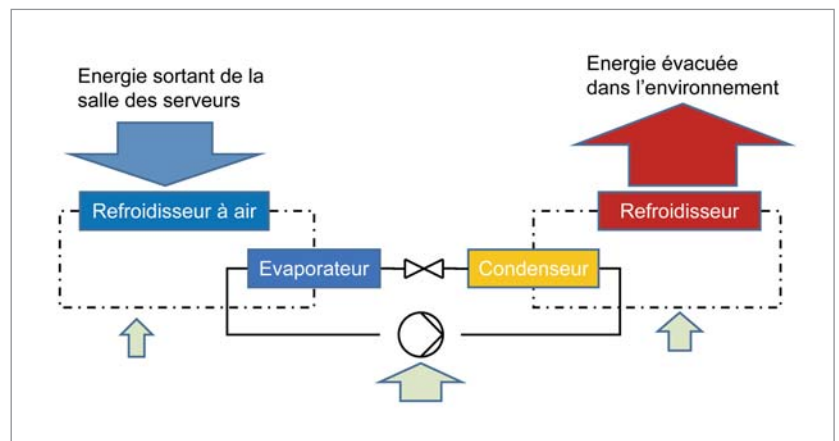 Energie sortant de la
salle des serveurs
Energie évacuée
dans l'environnement
Refroidisseur à air
Refroidisseur
Evaporateur
Condenseur